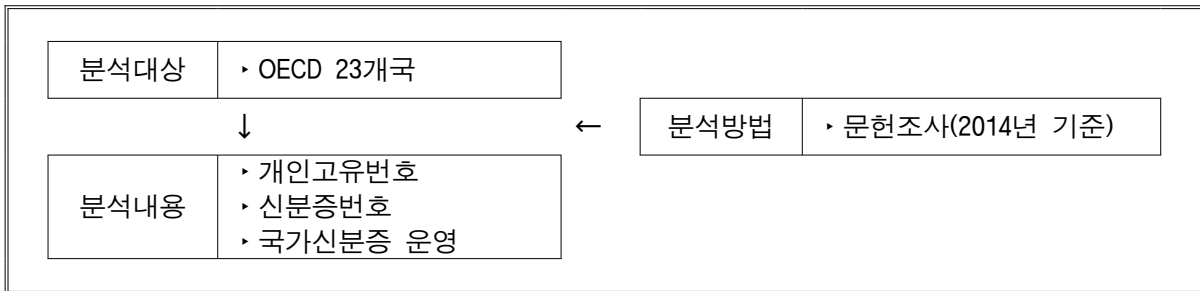 분석대상
‣ OECD 23개국
↓
←
분석방법
‣ 문헌조사(2014년 기준)
분석내용
‣ 개인고유번호
‣ 신분증번호
‣ 국가신분증 운영